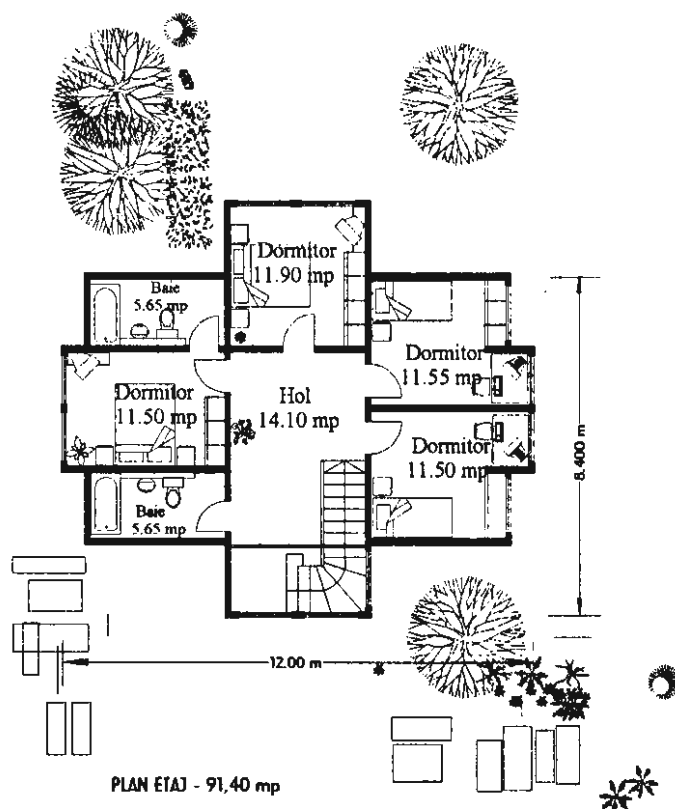 Dormitor
11.90 mp
Baie
5.65 mp
Dormitor
11.55 mp
Dormitor
11.50 mp
Hol
14.10 mp
Dormitor
11.50 mp
Baie
5.65 mp
8.400 m
12.00 m
PLAN ETAJ - 91,40 mp